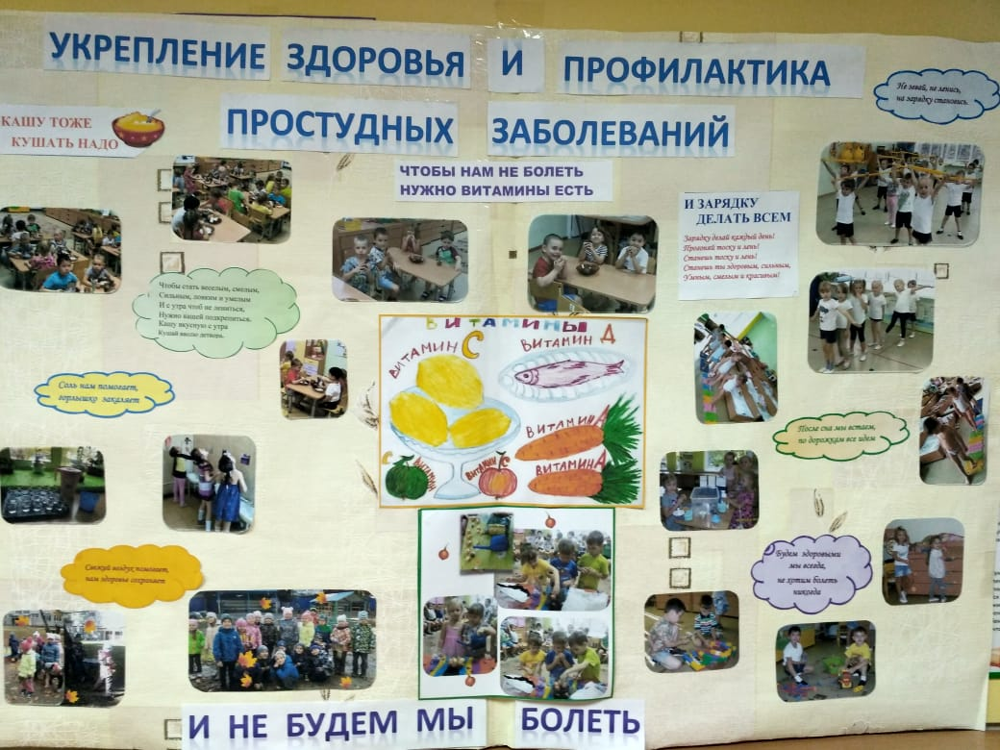 УКРЕПЛЕНИЕ ЗДОРОВЬЯ И ПРОФИЛАКТИКА
ПРОСТУДНЫХ ЗАБОЛЕВАНИЙ
Не зевай, не ленись,
на зарядку становись.
КАШУ ТОЖЕ
КУШАТЬ НАДО
ЧТОБЫ НАМ НЕ БОЛЕТЬ
НУЖНО ВИТАМИНЫ ЕСТЬ
И ЗАРЯДКУ
ДЕЛАТЬ ВСЕМ
Зарядку делай каждый день!
Прогоняй тоску и лень!
Станешь тоску и лень!
Станешь ты здоровым, сильным,
Умным, смелым и красивым!
Чтобы стать веселым, смелым,
Сильным, ловким и умелым
И с утра чтоб не лениться,
Нужно кашей подкрепиться.
Кашу вкусную с утра
Кушай вволю детвора.
ВИТАМИНЫ
ВИТАМИН С
ВИТАМИН Д
ВИТАМИН А
ВИТАМИН А
С ВИТАМИН
ВИТАМИН С
Соль нам помогает,
горлышко закаляет
После сна мы встаем,
по дорожкам все идем
Свежий воздух помогает,
нам здоровье сохраняет
Будем здоровыми
мы всегда,
не хотим болеть
никогда
И НЕ БУДЕМ МЫ БОЛЕТЬ